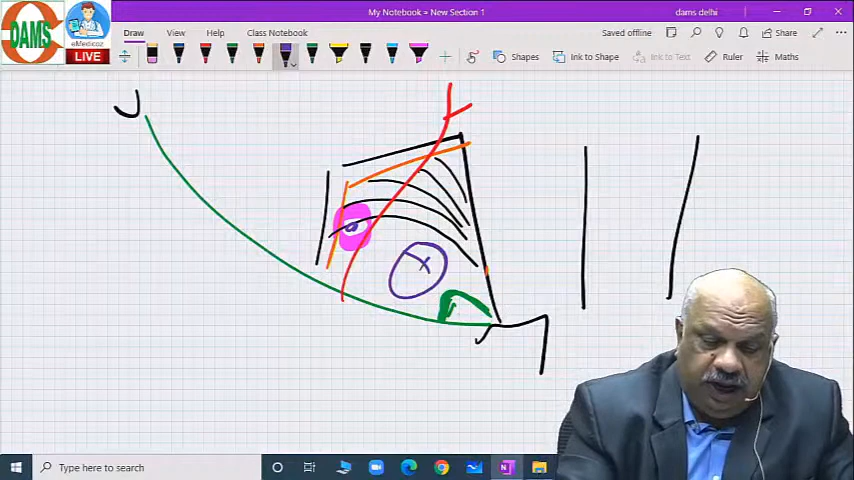 DAMS
eMedicoz
LIVE
My Notebook = New Section 1
dams delhi
Draw
View
Help
Class Notebook
Saved offline
Share
Shapes
Ink to Shape
Ink to Text
Ruler
Maths
Type here to search